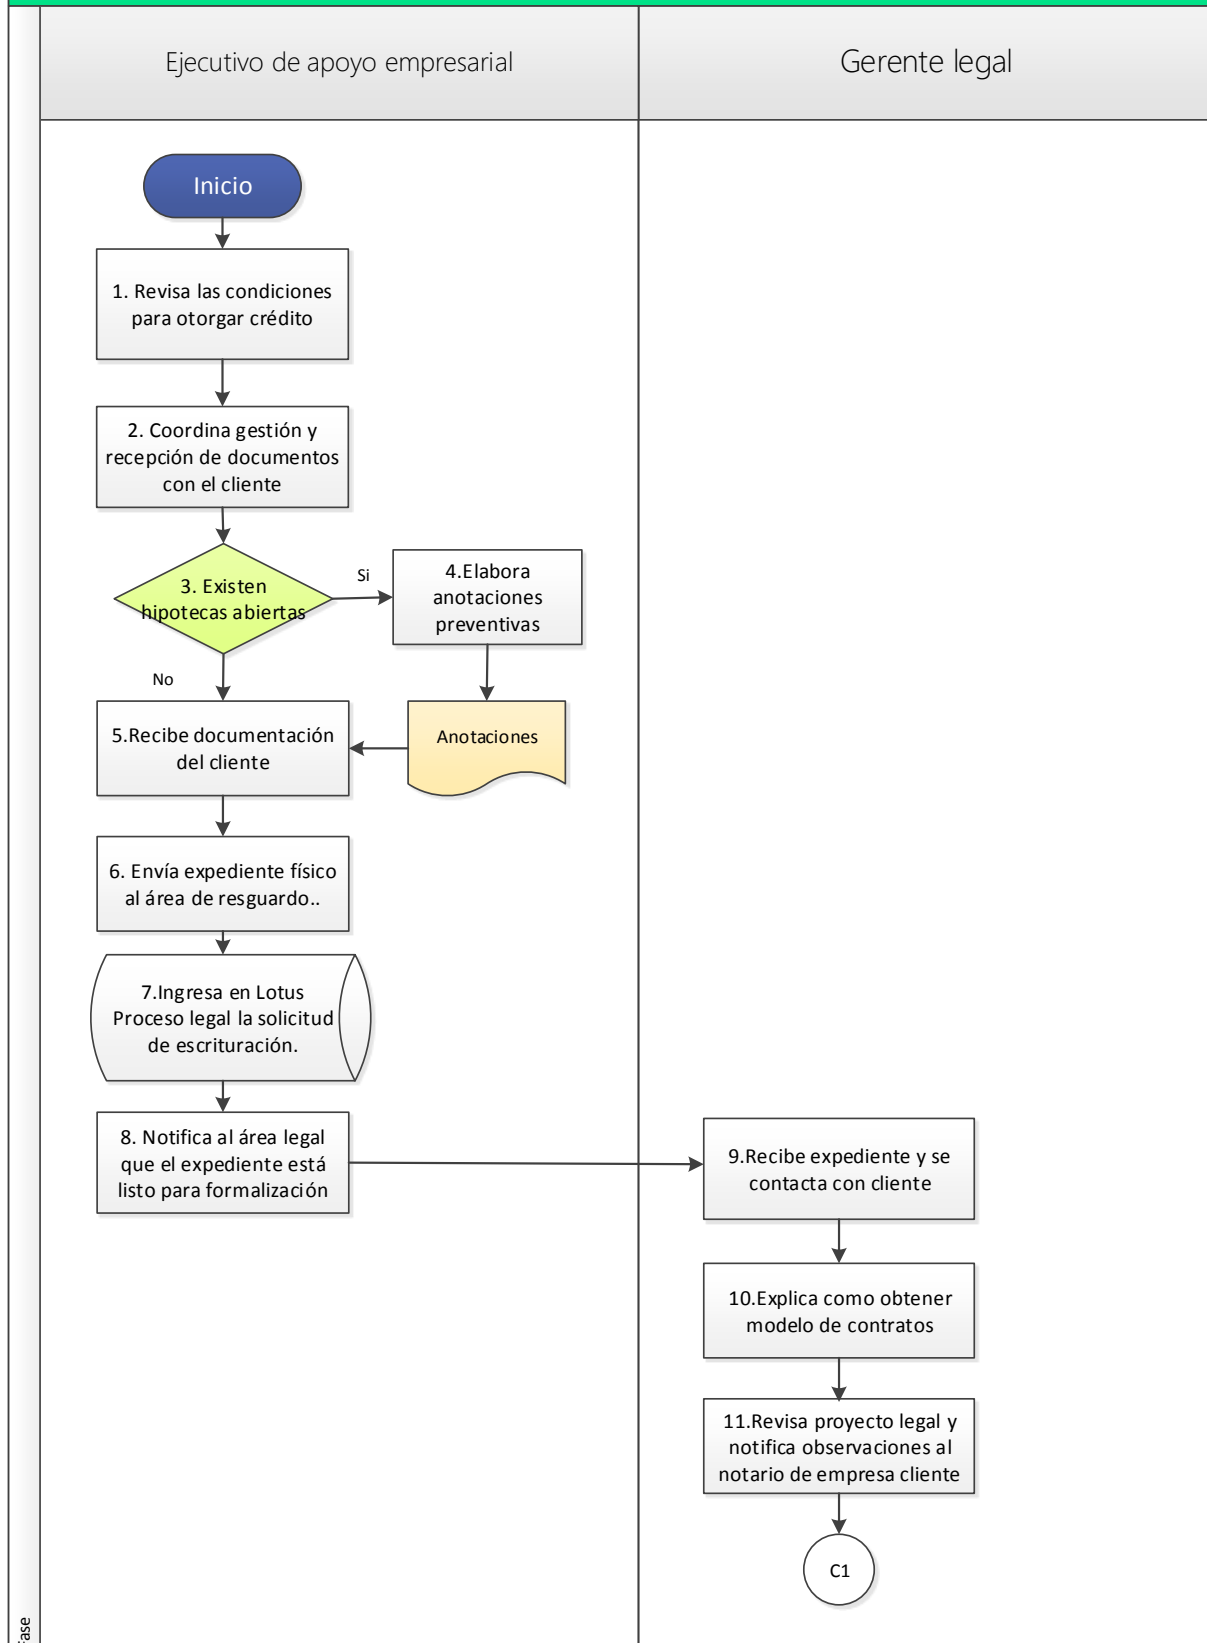 Ejecutivo de apoyo empresarial
Gerente legal
Inicio
1. Revisa las condiciones
para otorgar crédito
2. Coordina gestión y
recepción de documentos
con el cliente
3. Existen
hipotecas abiertas
Si
4.Elabora
anotaciones
preventivas
No
5.Recibe documentación
del cliente
Anotaciones
6. Envía expediente físico
al área de resguardo..
7.Ingresa en Lotus
Proceso legal la solicitud
de escrituración.
8. Notifica al área legal
que el expediente está
listo para formalización
9.Recibe expediente y se
contacta con cliente
10.Explica como obtener
modelo de contratos
11.Revisa proyecto legal y
notifica observaciones al
notario de empresa cliente
C1
Fase